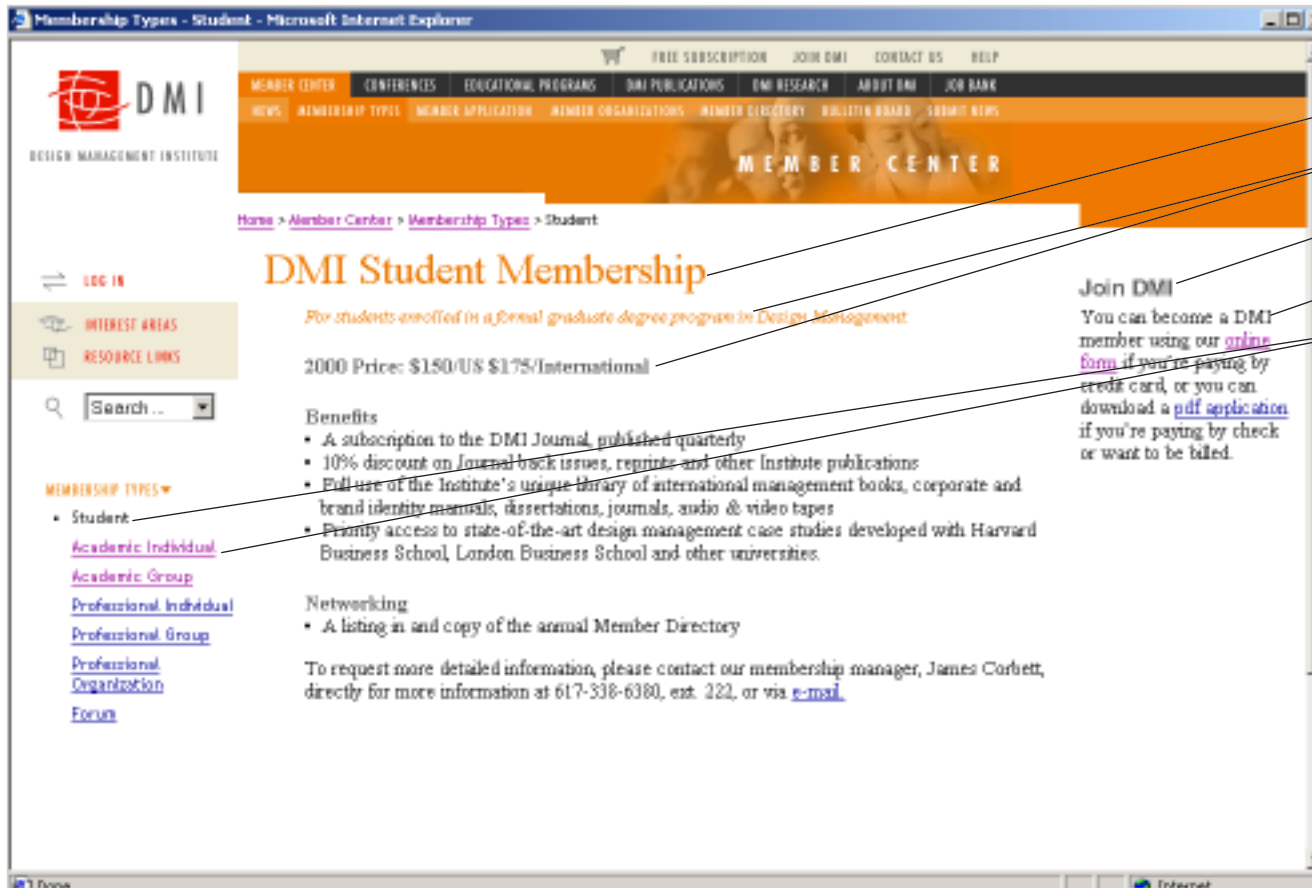 Membership Types - Student - Microsoft Internet Explorer
FREE SUBSCRIPTION JOIN DMI CONTACT US HELP
DMI
MEMBER CENTER CONFERENCES EDUCATIONAL PROGRAMS DMI PUBLICATIONS DMI RESEARCH ABOUT DMI JOB BANK
NEWS MEMBERSHIP TYPES MEMBER APPLICATION MEMBER ORGANIZATIONS MEMBER DIRECTORY BULLETIN BOARD SUBMIT NEWS
DESIGN MANAGEMENT INSTITUTE
MEMBER CENTER
Home > Member Center > Membership Types > Student
LOG IN
INTEREST AREAS
RESOURCE LINKS
Search...
MEMBERSHIP TYPES
• Student
Academic Individual
Academic Group
Professional Individual
Professional Group
Professional
Organization
Forum
DMI Student Membership
For students enrolled in a formal graduate degree program in Design Management
2000 Price: $150/US $175/International
Benefits
• A subscription to the DMI Journal, published quarterly
• 10% discount on Journal back issues, reprints and other Institute publications
• Full use of the Institute's unique library of international management books, corporate and
brand identity manuals, dissertations, journals, audio & video tapes
• Priority access to state-of-the-art design management case studies developed with Harvard
Business School, London Business School and other universities.
Networking
• A listing in and copy of the annual Member Directory
To request more detailed information, please contact our membership manager, James Corbett,
directly for more information at 617-338-6380, ext. 222, or via e-mail.
Join DMI
You can become a DMI
member using our online
form if you're paying by
credit card, or you can
download a pdf application
if you're paying by check
or want to be billed.
Done
Internet